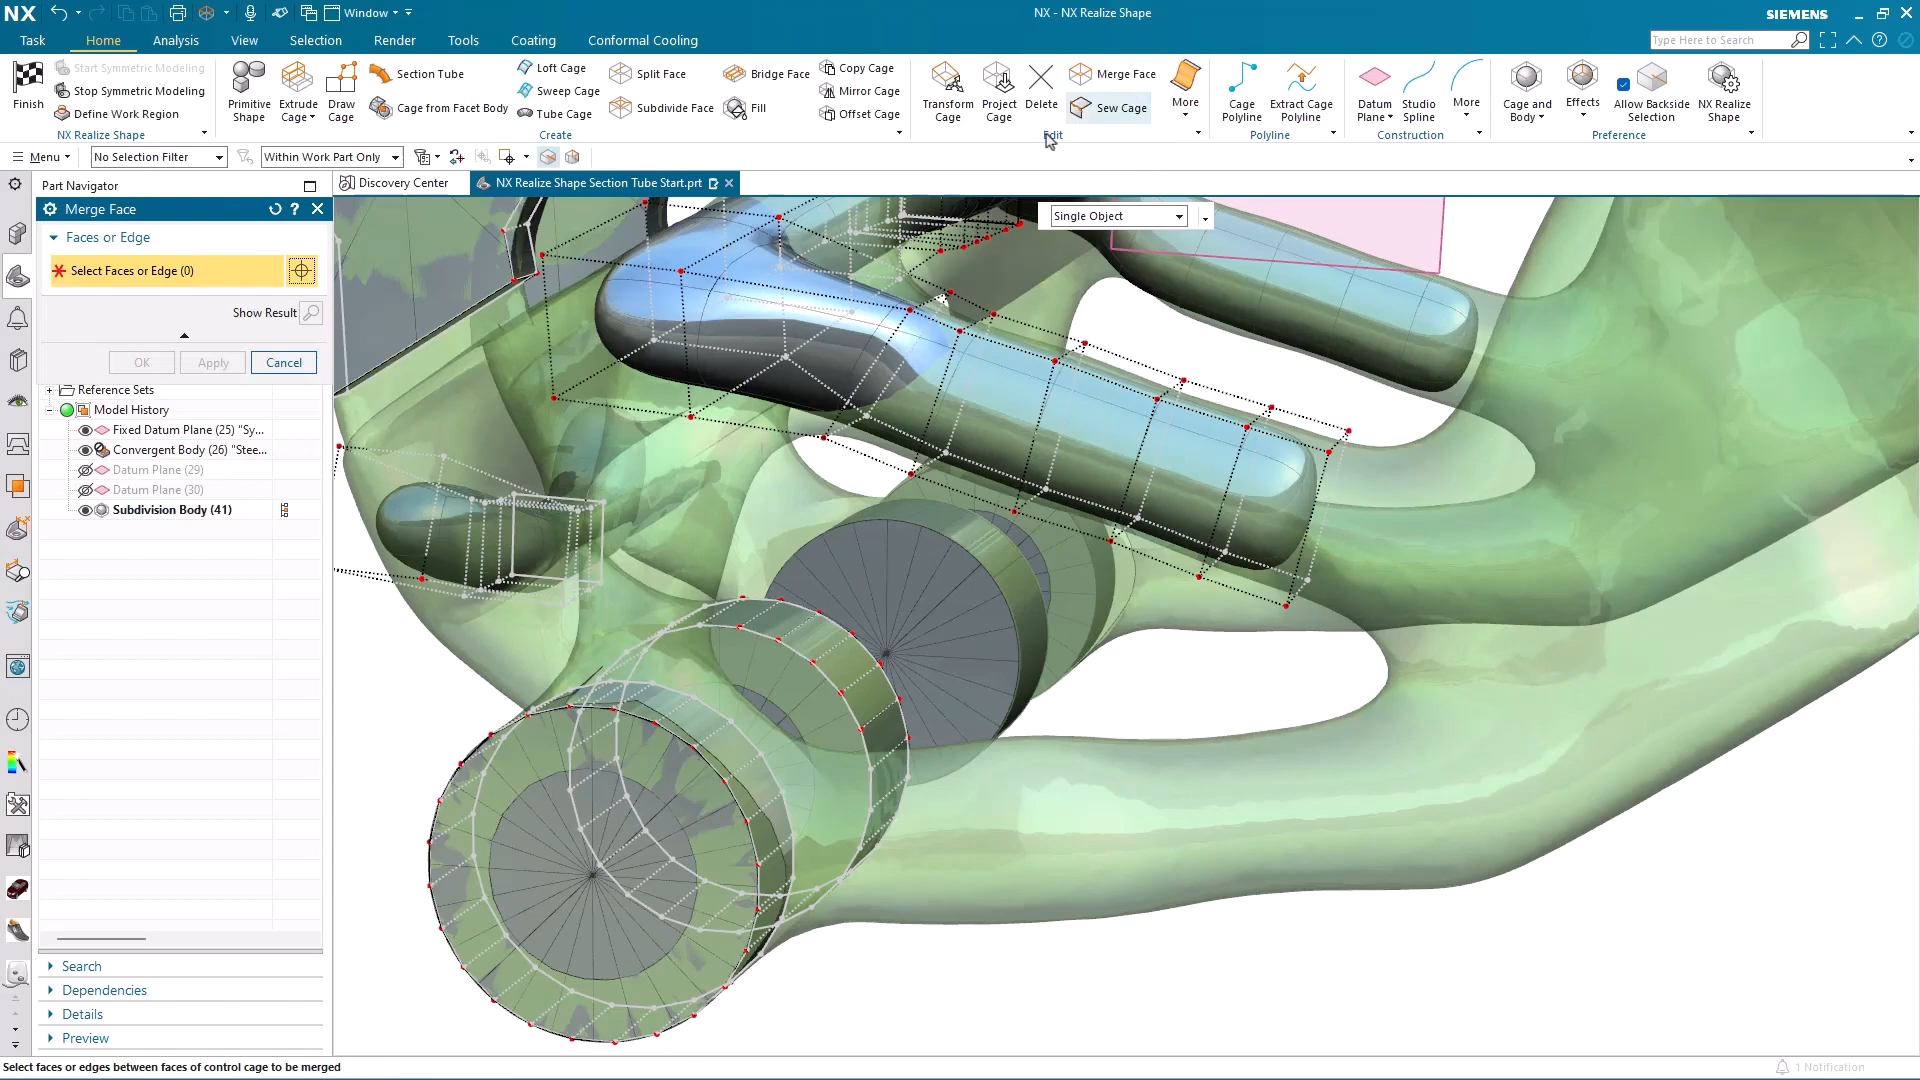 NX
Window
NX - NX Realize Shape
SIEMENS
Task
Home
Analysis
View
Selection
Render
Tools
Coating
Conformal Cooling
Type Here to Search
Finish
Start Symmetric Modeling
Stop Symmetric Modeling
Define Work Region
NX Realize Shape
Primitive Shape
Extrude Cage
Draw Cage
Section Tube
Cage from Facet Body
Loft Cage
Sweep Cage
Tube Cage
Split Face
Subdivide Face
Bridge Face
Fill
Copy Cage
Mirror Cage
Offset Cage
Create
Transform Cage
Project Cage
Delete
Merge Face
Sew Cage
More
Edit
Cage Polyline
Extract Cage Polyline
Polyline
Datum Plane
Studio Spline
More
Construction
Cage and Body
Effects
Allow Backside Selection
NX Realize Shape
Preference
Menu
No Selection Filter
Within Work Part Only
Part Navigator
Discovery Center
NX Realize Shape Section Tube Start.prt
Merge Face
Single Object
Faces or Edge
Select Faces or Edge (0)
Show Result
OK
Apply
Cancel
Reference Sets
Model History
Fixed Datum Plane (25) "Sy...
Convergent Body (26) "Stee...
Datum Plane (29)
Datum Plane (30)
Subdivision Body (41)
Search
Dependencies
Details
Preview
Select faces or edges between faces of control cage to be merged
1 Notification